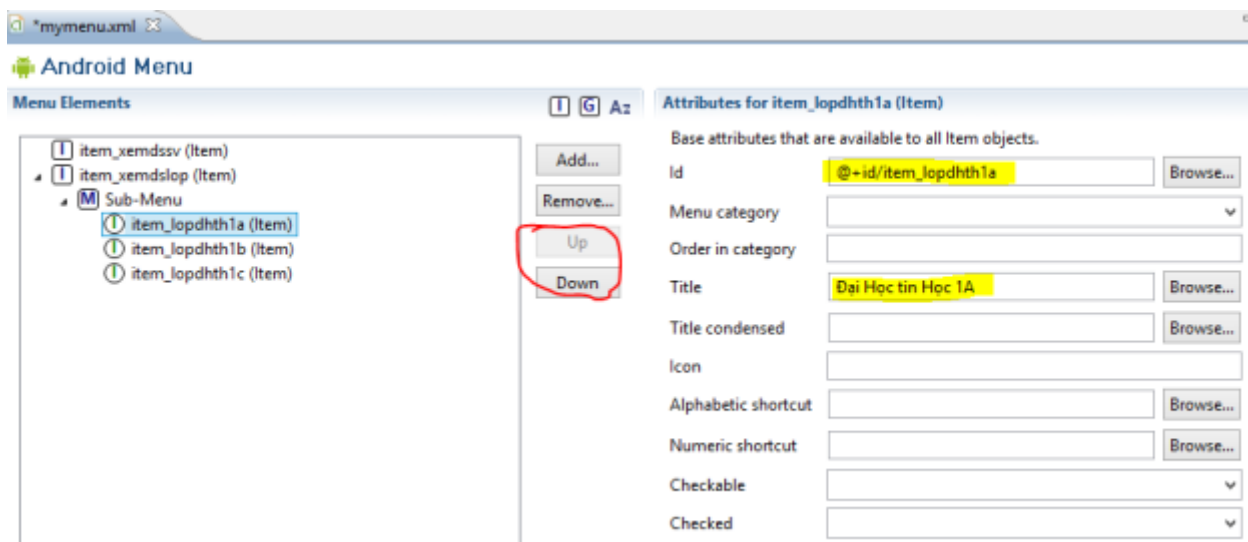 *mymenu.xml
Android Menu
Menu Elements
I G Az
item_xemdssv (Item)
item_xemdslop (Item)
M Sub-Menu
item_lopdhth1a (Item)
item_lopdhth1b (Item)
item_lopdhth1c (Item)
Add...
Remove...
Up
Down
Attributes for item_lopdhth1a (Item)
Base attributes that are available to all Item objects.
Id @+id/item_lopdhth1a Browse...
Menu category
Order in category
Title Đại Học tin Học 1A Browse...
Title condensed Browse...
Icon
Alphabetic shortcut Browse...
Numeric shortcut Browse...
Checkable
Checked